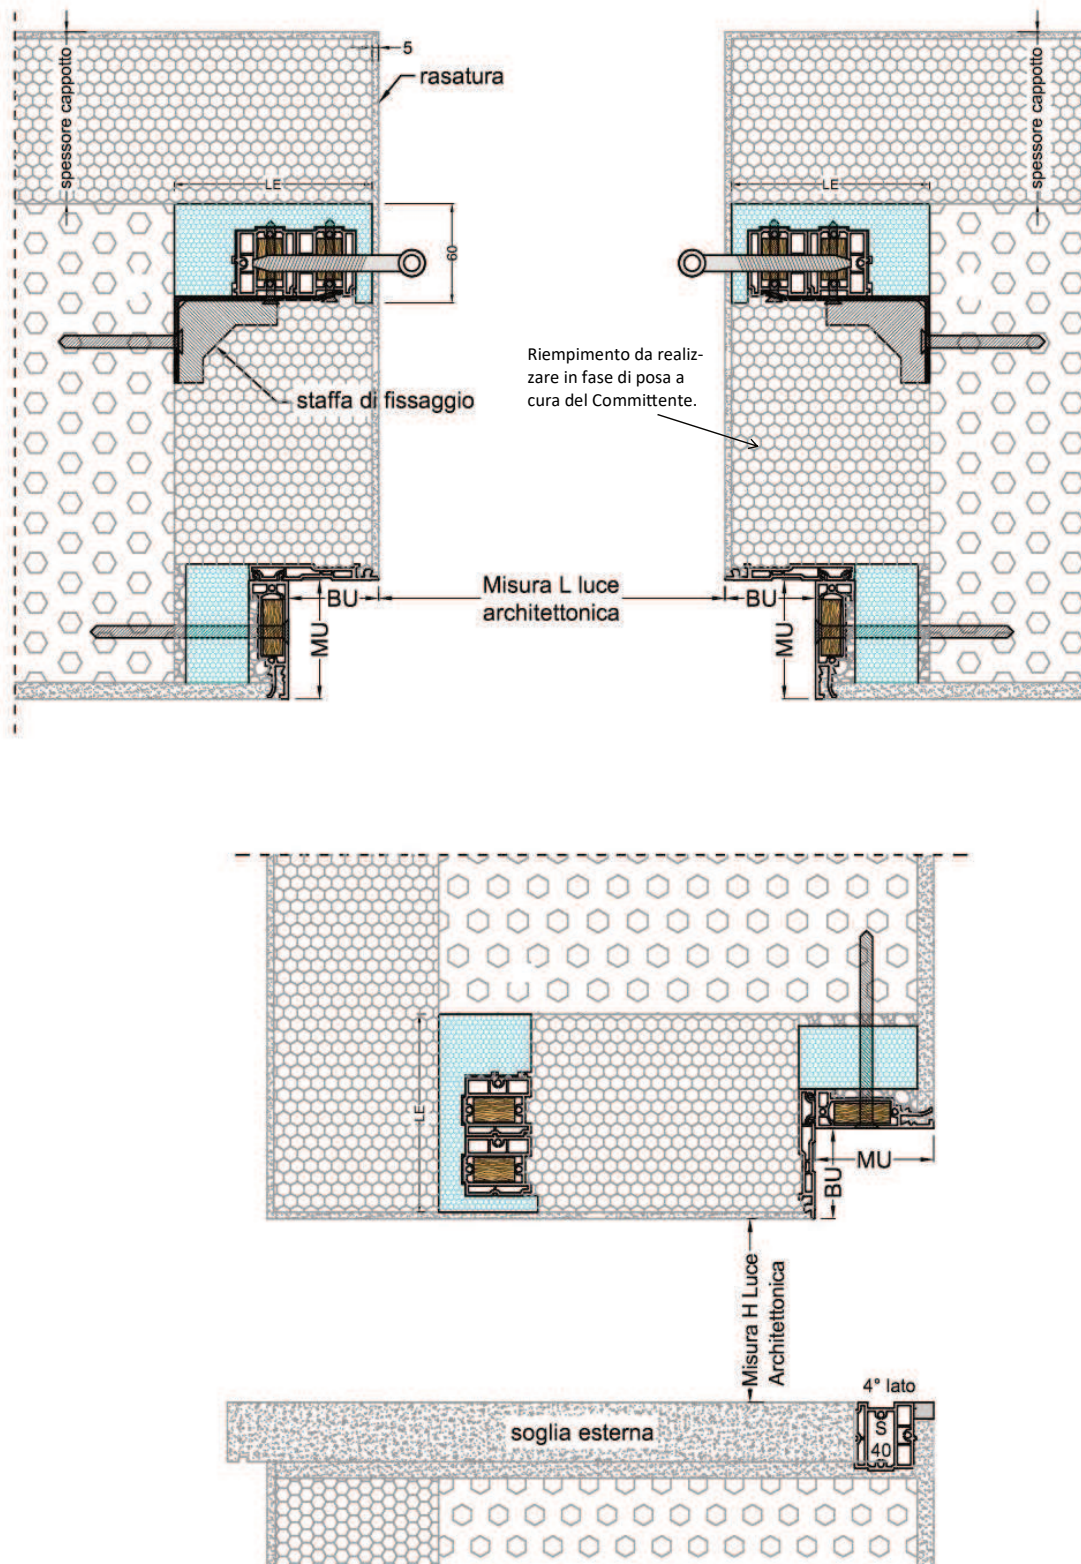 spessore cappotto
5
rasatura
LE
60
staffa di fissaggio
spessore cappotto
LE
Riempimento da realiz-
zare in fase di posa a
cura del Committente.
BU
MU
Misura L luce
architettonica
BU
MU
LE
MU
BU
Misura H Luce
Architettonica
4° lato
soglia esterna
S
40